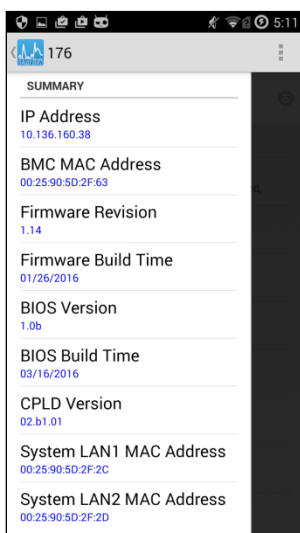 5:11
176
SUMMARY
IP Address
10.136.160.38
BMC MAC Address
00:25:90:5D:2F:63
Firmware Revision
1.14
Firmware Build Time
01/26/2016
BIOS Version
1.0b
BIOS Build Time
03/16/2016
CPLD Version
02.b1.01
System LAN1 MAC Address
00:25:90:5D:2F:2C
System LAN2 MAC Address
00:25:90:5D:2F:2D